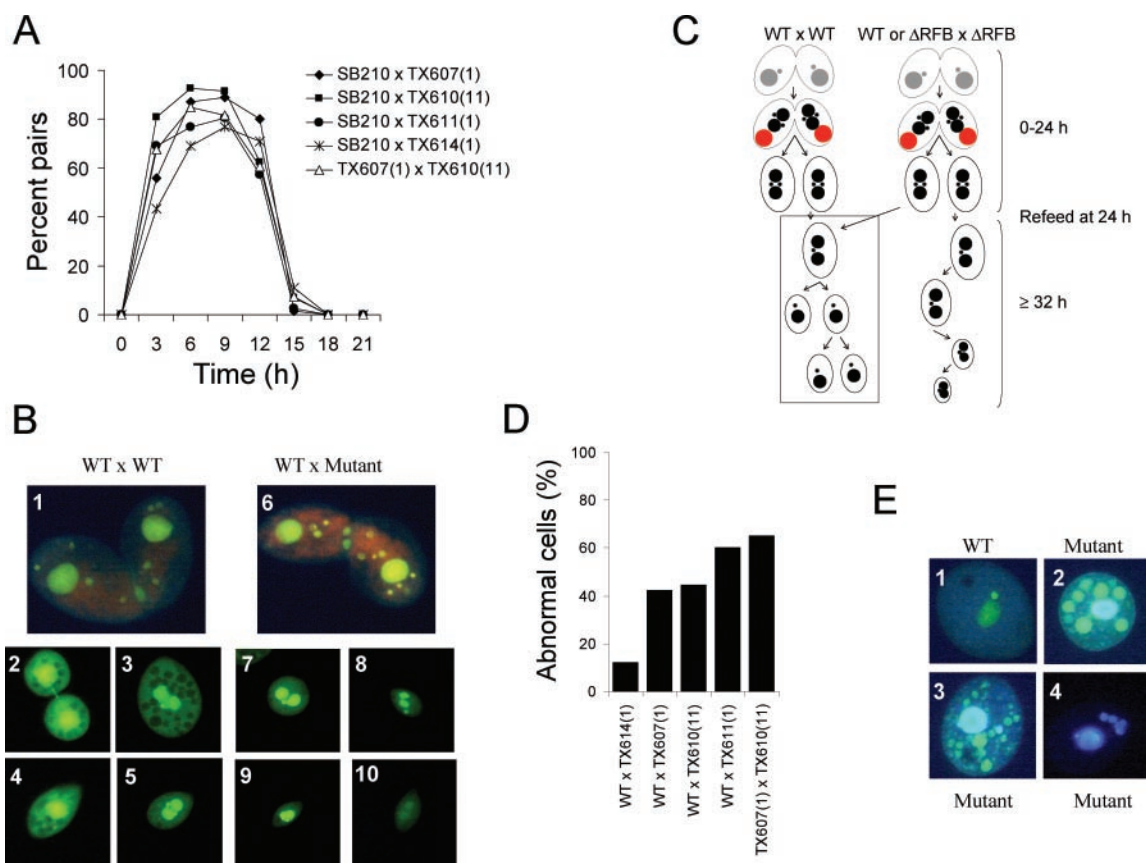 A
Percent pairs
100
80
60
40
20
0
0 3 6 9 12 15 18 21
Time (h)
SB210 x TX607(1)
SB210 x TX610(11)
SB210 x TX611(1)
SB210 x TX614(1)
TX607(1) x TX610(11)
C
WT x WT
WT or ΔRFB x ΔRFB
0-24 h
Refeed at 24 h
≥ 32 h
B
WT x WT
WT x Mutant
1
6
2
3
7
8
4
5
9
10
D
Abnormal cells (%)
100
80
60
40
20
0
WT x TX614(1)
WT x TX607(1)
WT x TX610(11)
WT x TX611(1)
TX607(1) x TX610(11)
E
WT
Mutant
1
2
3
4
Mutant
Mutant